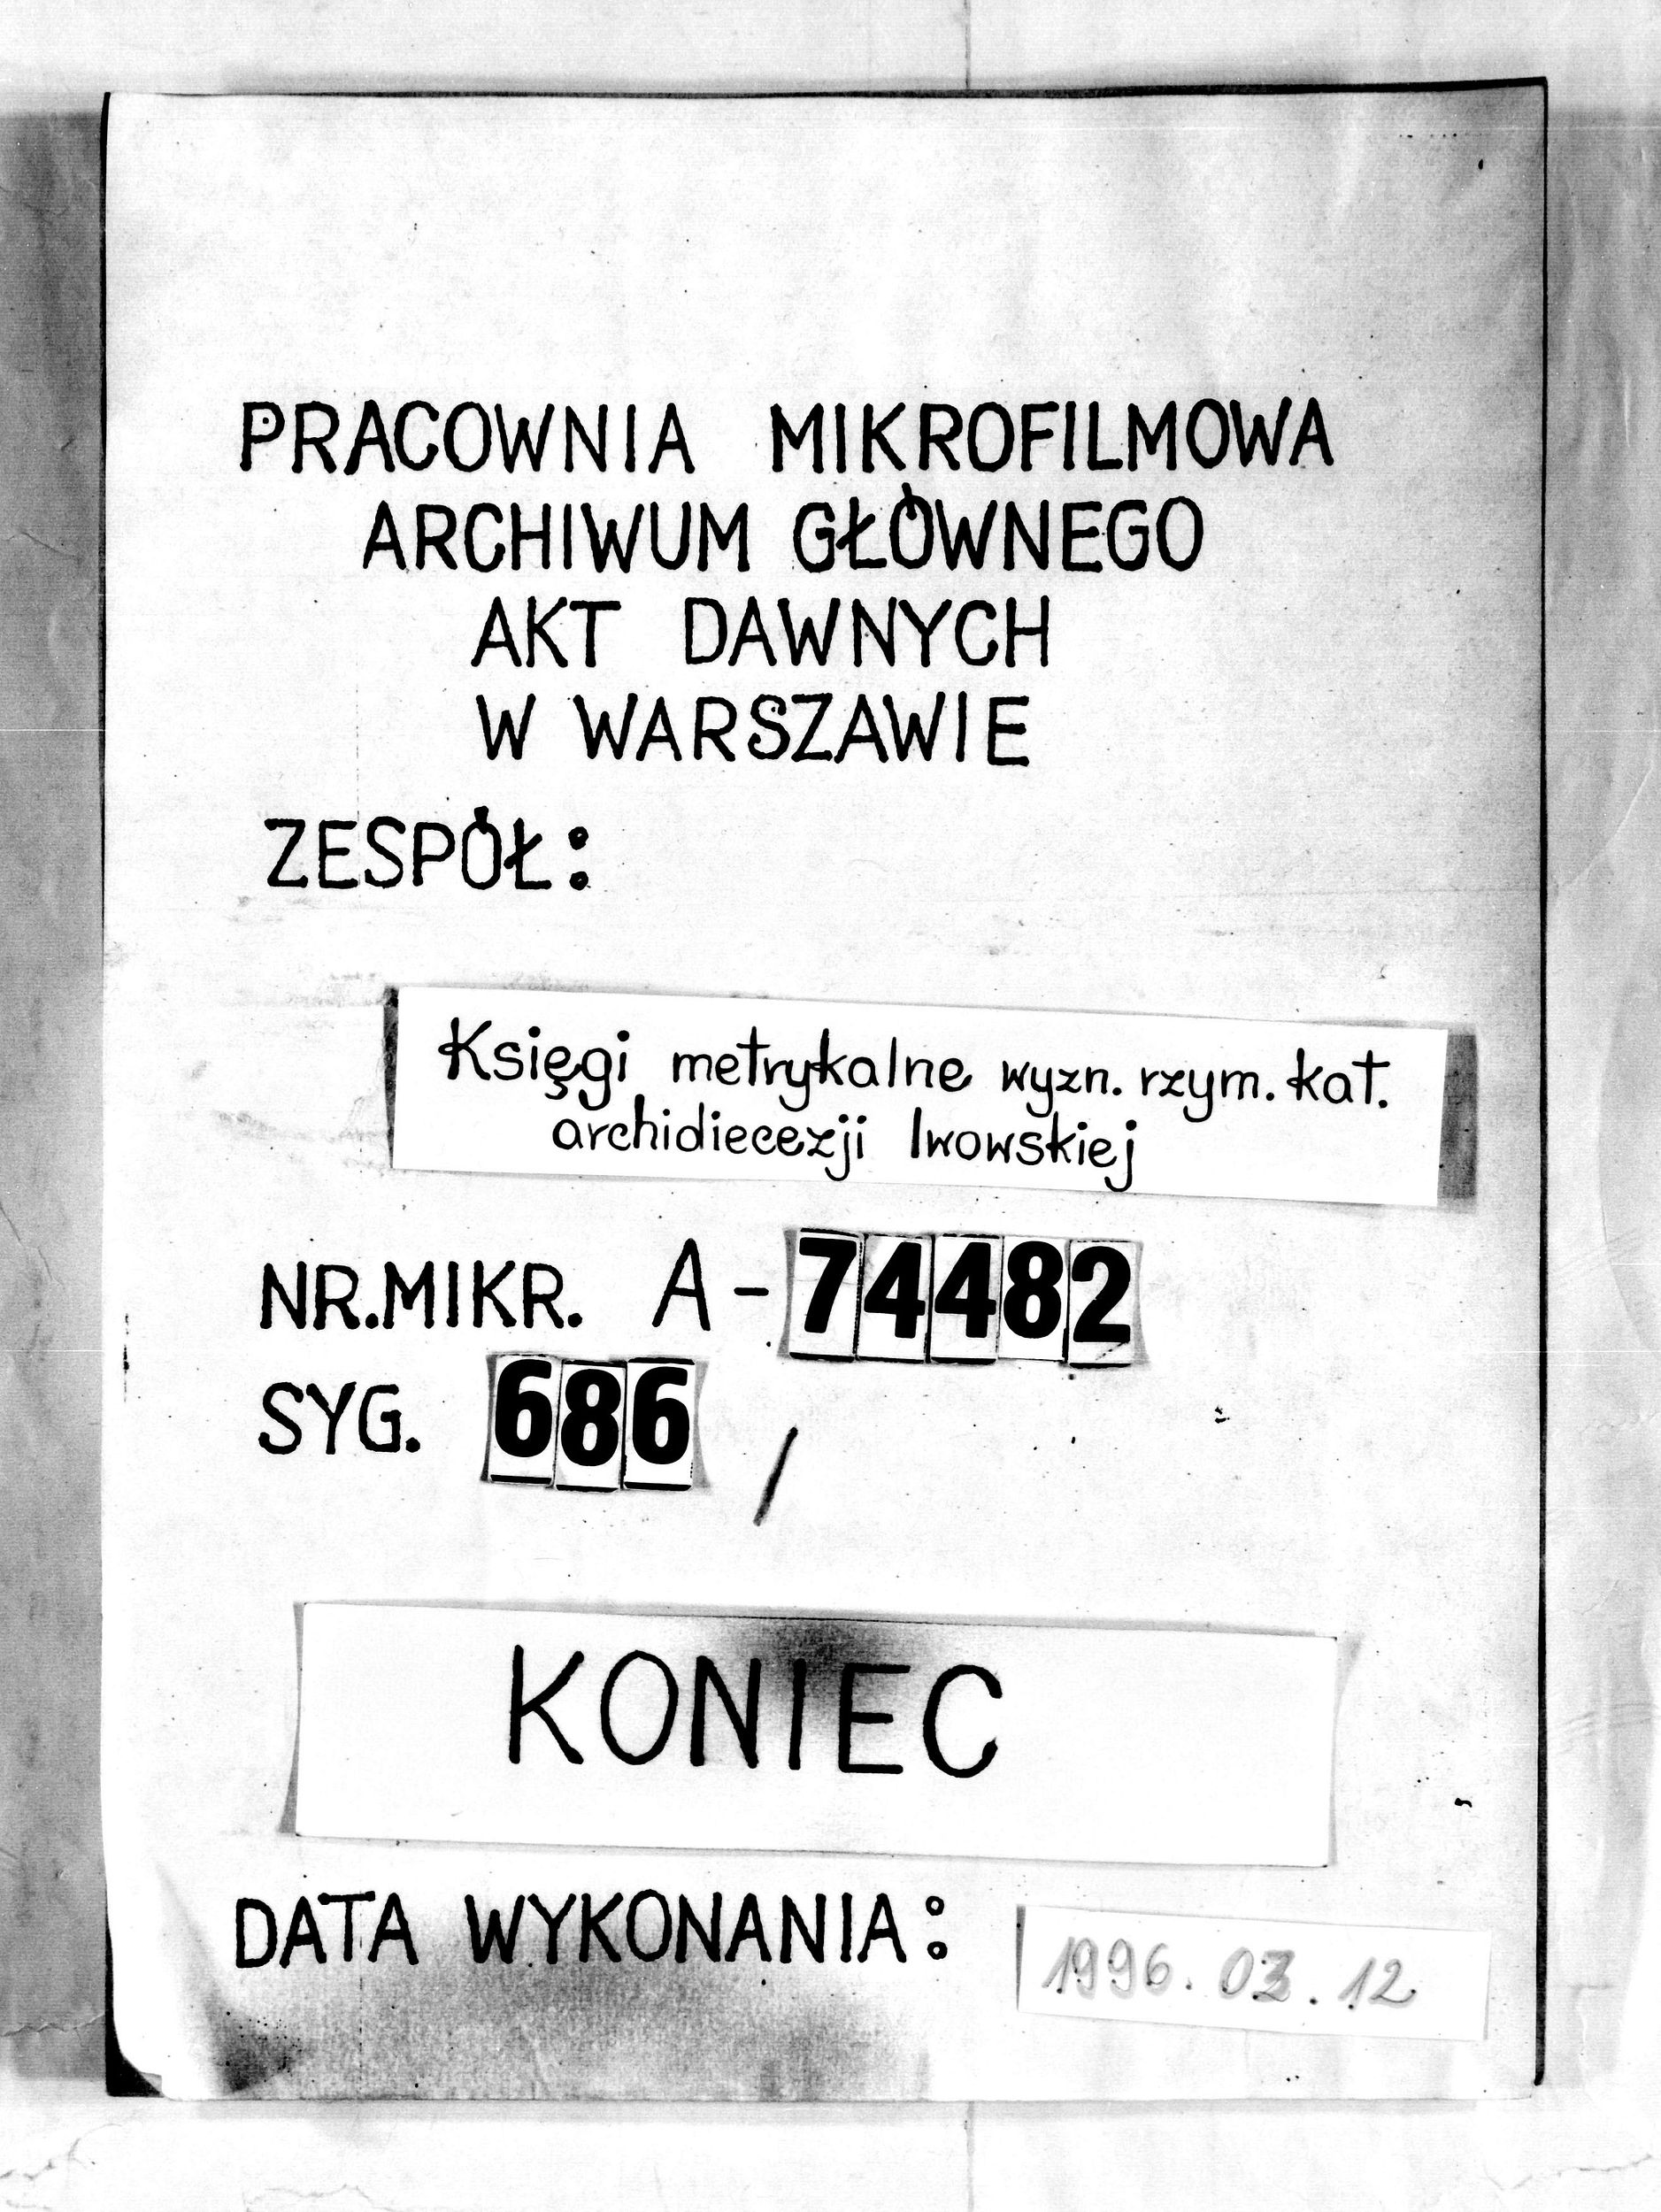 PRACOWNIA MIKROFILMOWA
ARCHIWUM GŁÓWNEGO
AKT DAWNYCH
W WARSZAWIE
ZESPÓŁ:
Księgi metrykalne wyzn. rzym. kat.
archidiecezji lwowskiej
NR.MIKR. A-74482
SYG. 686 /
KONIEC
DATA WYKONANIA: 1996.03.12